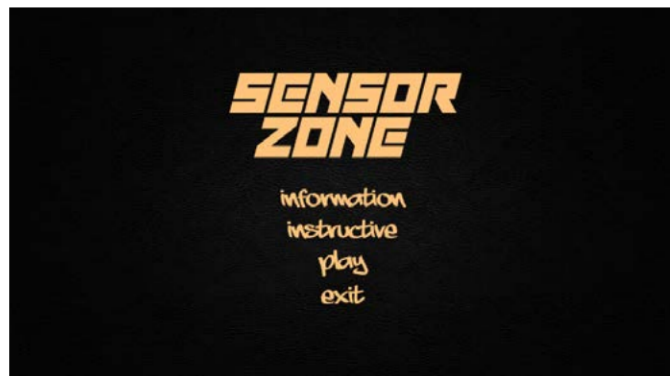 SENSOR
ZONE
information
instructive
play
exit